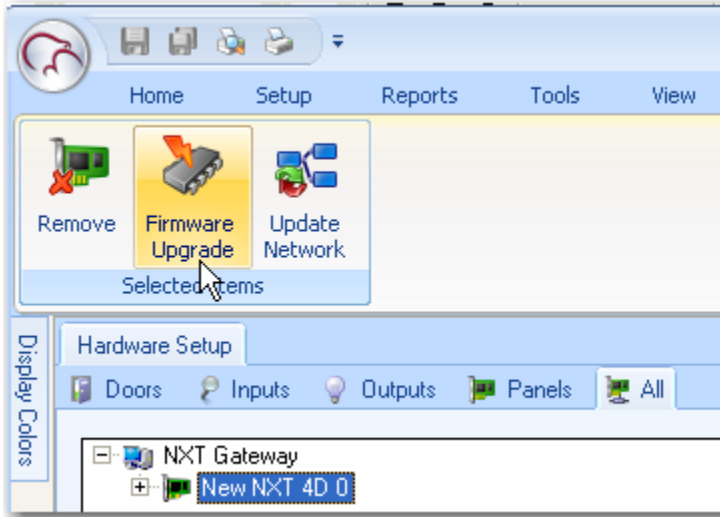 Home Setup Reports Tools View
Remove Firmware Update
Upgrade Network
Selected Items
Display Colors
Hardware Setup
Doors Inputs Outputs Panels All
NXT Gateway
New NXT 4D 0